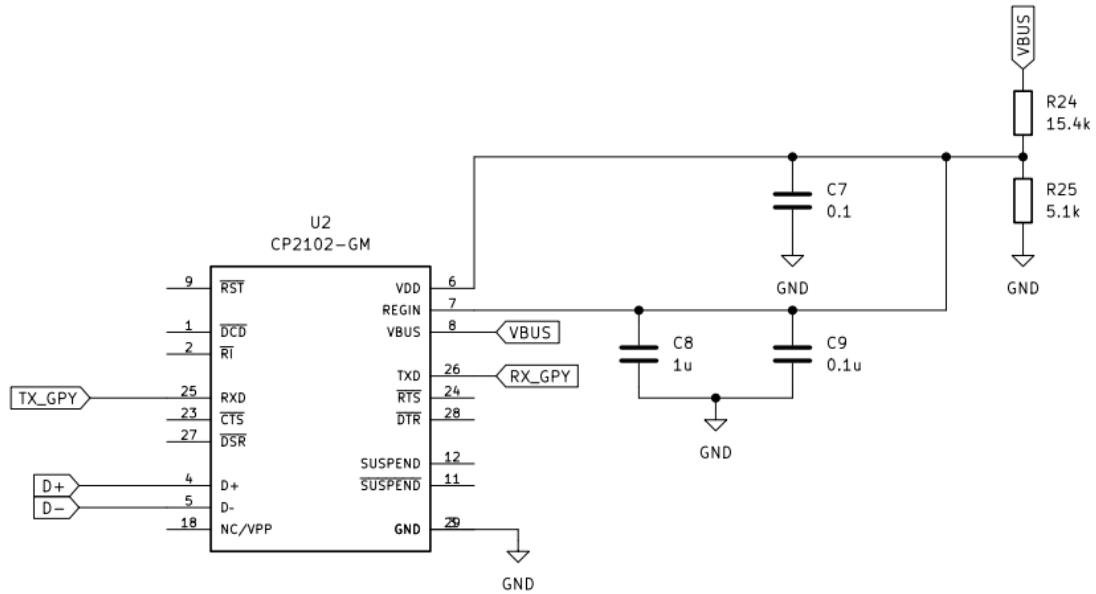 VBUS
R24
15.4k
R25
5.1k
GND
C7
0.1
GND
U2
CP2102-GM
9 RST
1 DCD
2 RI
TX_GPY 25 RXD
23 CTS
27 DSR
D+ 4 D+
D- 5 D-
18 NC/VPP
VDD 6
REGIN 7
VBUS 8 VBUS
TXD 26 RX_GPY
RTS 24
DTR 28
SUSPEND 12
SUSPEND 11
GND 29
GND
C8
1u
C9
0.1u
GND